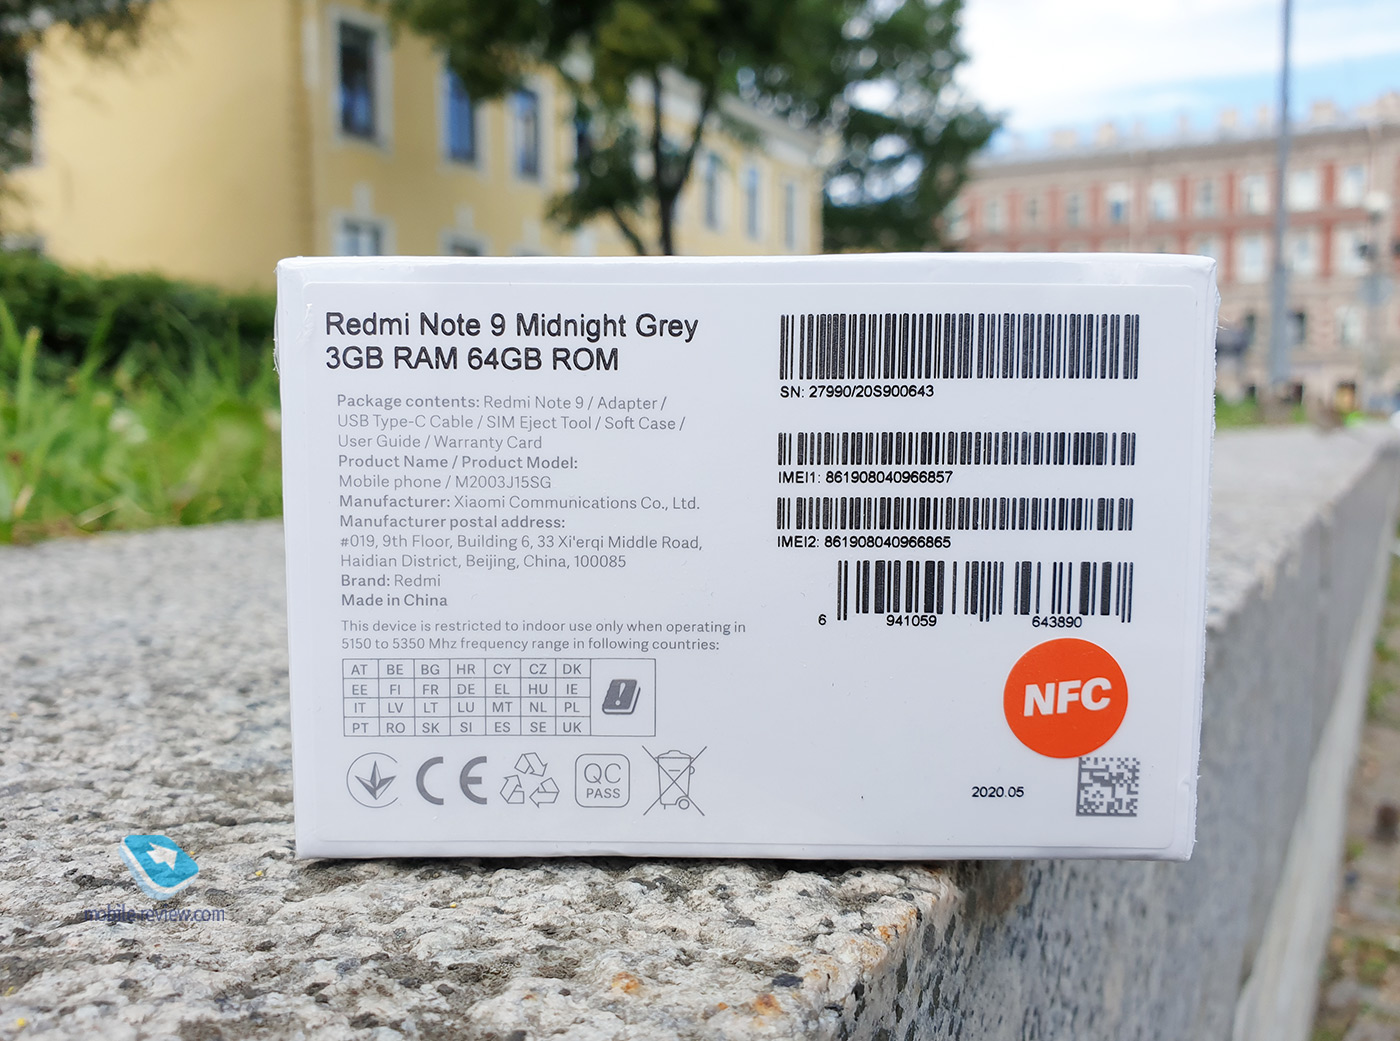 Redmi Note 9 Midnight Grey
3GB RAM 64GB ROM
Package contents: Redmi Note 9 / Adapter /
USB Type-C Cable / SIM Eject Tool / Soft Case /
User Guide / Warranty Card
Product Name / Product Model:
Mobile phone / M2003J15SG
Manufacturer: Xiaomi Communications Co., Ltd.
Manufacturer postal address:
#019, 9th Floor, Building 6, 33 Xi'erqi Middle Road,
Haidian District, Beijing, China, 100085
Brand: Redmi
Made in China
This device is restricted to indoor use only when operating in
5150 to 5350 Mhz frequency range in following countries:
AT BE BG HR CY CZ DK
EE FI FR DE EL HU IE
IT LV LT LU MT NL PL
PT RO SK SI ES SE UK
CE
QC
PASS
SN: 27990/20S900643
IMEI1: 861908040966857
IMEI2: 861908040966865
6 941059 643890
NFC
2020.05
mobile-review.com